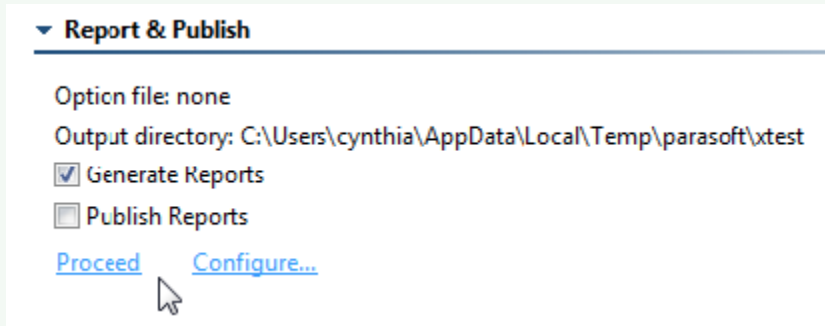 Report & Publish
Option file: none
Output directory: C:\Users\cynthia\AppData\Local\Temp\parasoft\xtest
Generate Reports
Publish Reports
Proceed Configure...